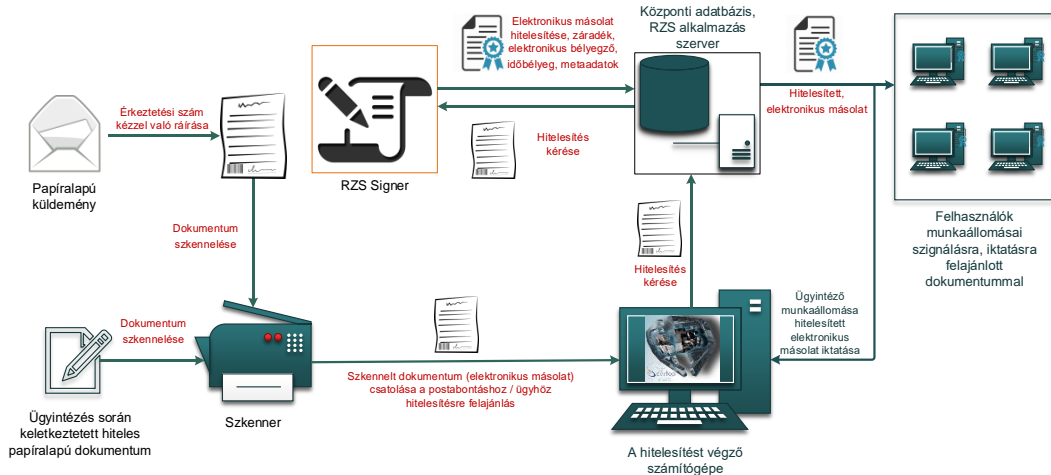 Elektronikus másolat
hitelesítése, záradék,
elektronikus bélyegző,
időbélyeg, metaadatok
Központi adatbázis,
RZS alkalmazás
szerver
Érkeztetési szám
kézzel való ráírása
Hitelesítés
kérése
Hitelesített,
elektronikus másolat
Papíralapú
küldemény
RZS Signer
Felhasználók
munkaállomásai
szignálásra, iktatásra
felajánlott
dokumentummal
Dokumentum
szkennelése
Hitelesítés
kérése
Ügyintéző
munkaállomása
hitelesített
elektronikus
másolat iktatása
Dokumentum
szkennelése
Szkennelt dokumentum (elektronikus másolat)
csatolása a postabontáshoz / ügyhöz
hitelesítésre felajánlás
Ügyintézés során
keletkeztetett hiteles
papíralapú dokumentum
Szkenner
A hitelesítést végző
számítógépe